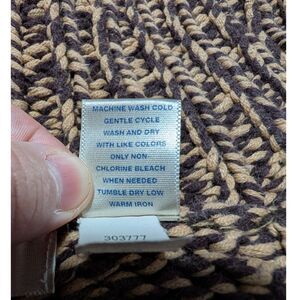 MACHINE WASH COLD
GENTLE CYCLE
WASH AND DRY
WITH LIKE COLORS
ONLY NON-
CHLORINE BLEACH
WHEN NEEDED
TUMBLE DRY LOW
WARM IRON
303777